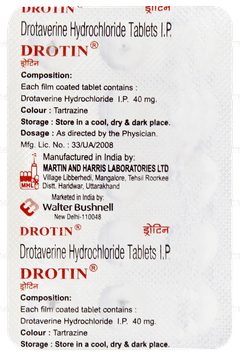 ड्रोटिन
Drotaverine Hydrochloride Tablets I.P.
DROTIN®
ड्रोटिन
Composition:
Each film coated tablet contains :
Drotaverine Hydrochloride I.P. 40 mg.
Colour : Tartrazine
Storage : Store in a cool, dry & dark place.
Dosage : As directed by the Physician.
Mfg. Lic. No. : 33/UA/2008
Manufactured in India by:
MARTIN AND HARRIS LABORATORIES LTD
Village Libberhedi, Mangalore, Tehsil Roorkee
Distt. Haridwar, Uttarakhand
MHL
Marketed in India by:
Walter Bushnell
New Delhi-110048
DROTIN® ड्रोटिन
Drotaverine Hydrochloride Tablets I.P
DROTIN®
ड्रोटिन
Composition:
Each film coated tablet contains :
Drotaverine Hydrochloride I.P. 40 mg.
Colour : Tartrazine
Storage : Store in a cool, dry & dark place.